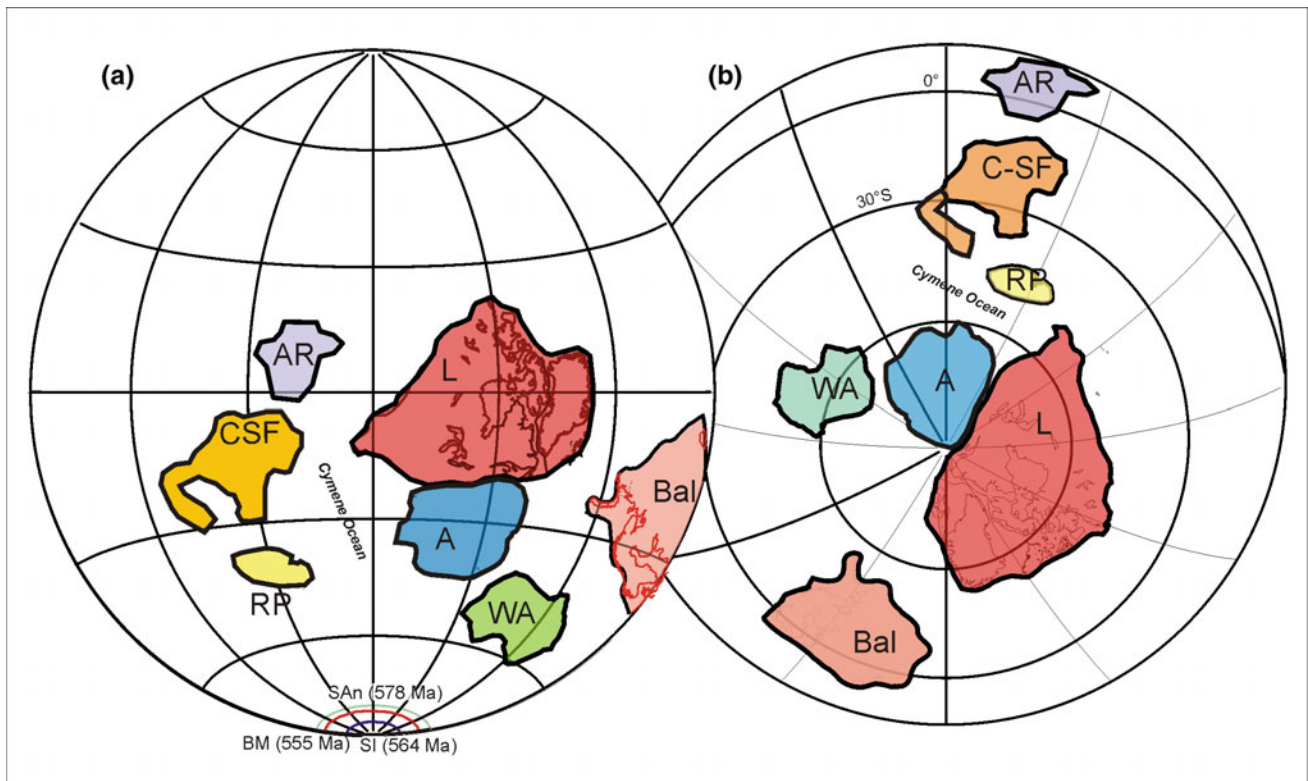 (a)
AR
L
CSF
Cymene Ocean
Bal
A
RP
WA
SAn (578 Ma)
BM (555 Ma)
SI (564 Ma)
(b)
0°
AR
C-SF
30°S
RP
Cymene Ocean
WA
A
L
Bal